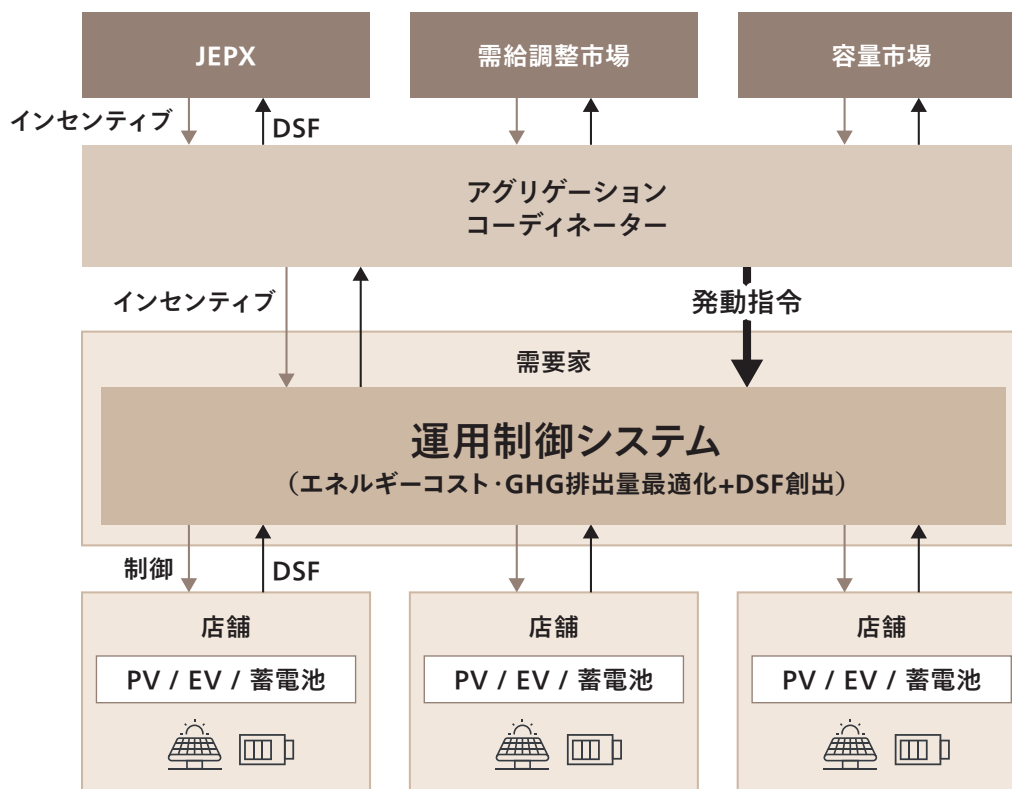 JEPX
需給調整市場
容量市場
インセンティブ
DSF
アグリゲーション
コーディネーター
インセンティブ
発動指令
需要家
運用制御システム
（エネルギーコスト･GHG排出量最適化+DSF創出）
制御
DSF
店舗
店舗
店舗
PV / EV / 蓄電池
PV / EV / 蓄電池
PV / EV / 蓄電池